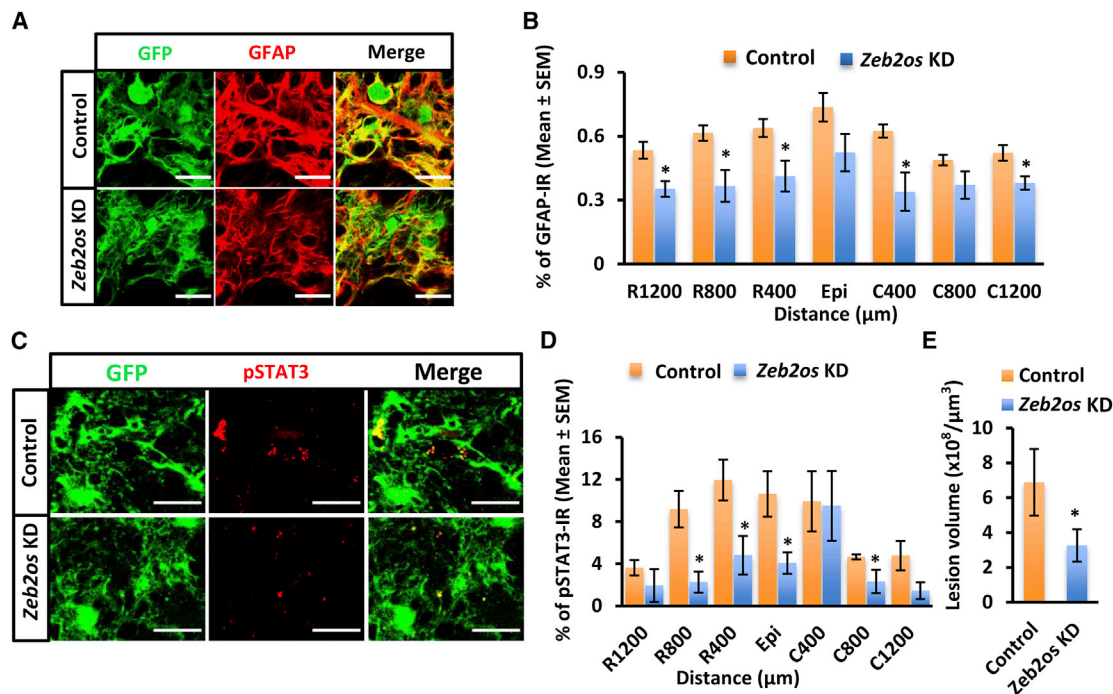 A
GFP GFAP Merge
Control
Zeb2os KD
B
Control Zeb2os KD
% of GFAP-IR (Mean ± SEM)
0.9
0.6
0.3
0
* * * * *
R1200 R800 R400 Epi C400 C800 C1200
Distance (µm)
C
GFP pSTAT3 Merge
Control
Zeb2os KD
D
Control Zeb2os KD
% of pSTAT3-IR (Mean ± SEM)
16
12
8
4
0
* * * *
R1200 R800 R400 Epi C400 C800 C1200
Distance (µm)
E
Control
Zeb2os KD
Lesion volume (x10⁸/µm³)
10
8
6
4
2
0
*
Control Zeb2os KD